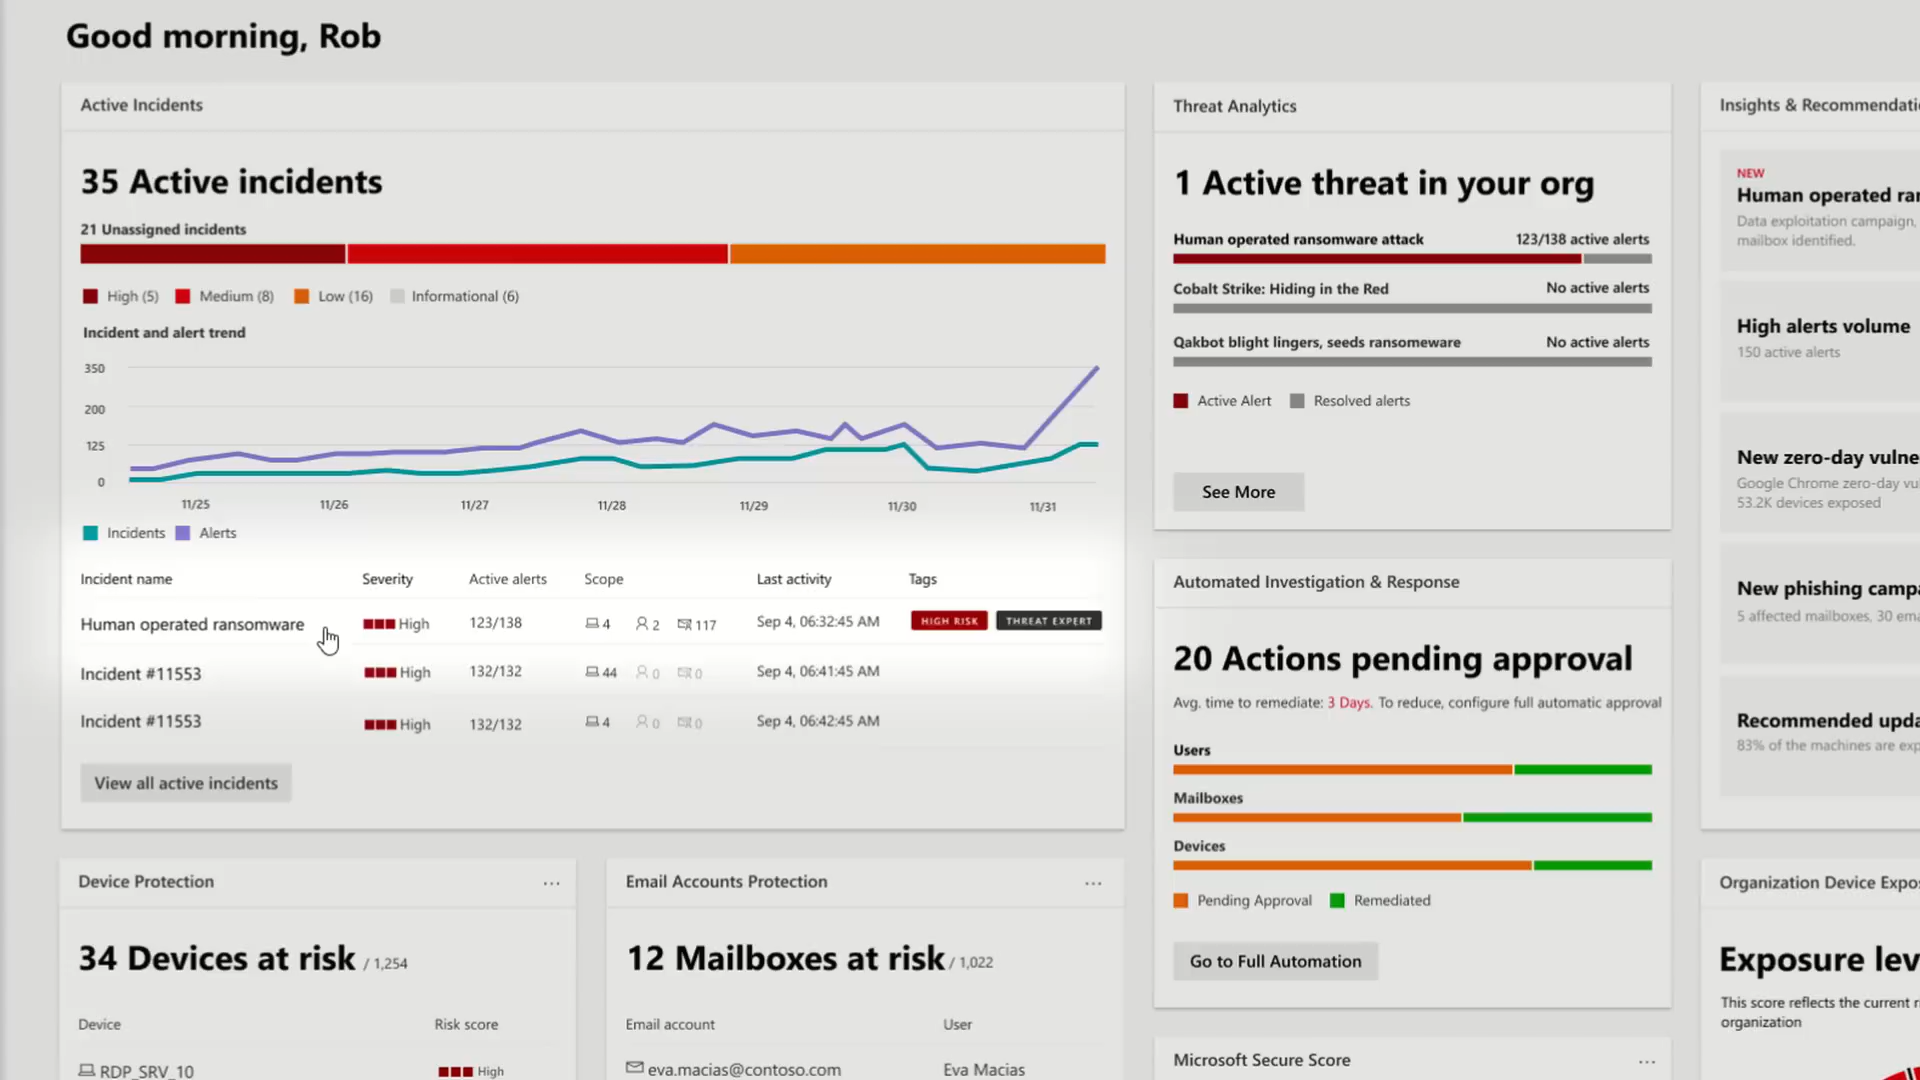 Good morning, Rob
Active Incidents
35 Active incidents
21 Unassigned incidents
High (5) Medium (8) Low (16) Informational (6)
Incident and alert trend
350
200
125
0
11/25 11/26 11/27 11/28 11/29 11/30 11/31
Incidents Alerts
Incident name Severity Active alerts Scope Last activity Tags
Human operated ransomware High 123/138 4 2 117 Sep 4, 06:32:45 AM HIGH RISK THREAT EXPERT
Incident #11553 High 132/132 44 0 0 Sep 4, 06:41:45 AM
Incident #11553 High 132/132 4 0 0 Sep 4, 06:42:45 AM
View all active incidents
Threat Analytics
1 Active threat in your org
Human operated ransomware attack 123/138 active alerts
Cobalt Strike: Hiding in the Red No active alerts
Qakbot blight lingers, seeds ransomeware No active alerts
Active Alert Resolved alerts
See More
Automated Investigation & Response
20 Actions pending approval
Avg. time to remediate: 3 Days. To reduce, configure full automatic approval
Users
Mailboxes
Devices
Pending Approval Remediated
Go to Full Automation
Insights & Recommendati
NEW
Human operated ra
Data exploitation campaign,
mailbox identified.
High alerts volume
150 active alerts
New zero-day vulne
Google Chrome zero-day vul
53.2K devices exposed
New phishing campa
5 affected mailboxes, 30 ema
Recommended upda
83% of the machines are exp
Device Protection ...
34 Devices at risk / 1,254
Device Risk score
RDP_SRV_10 High
Email Accounts Protection ...
12 Mailboxes at risk / 1,022
Email account User
eva.macias@contoso.com Eva Macias
Microsoft Secure Score ...
Organization Device Expos
Exposure lev
This score reflects the current r
organization